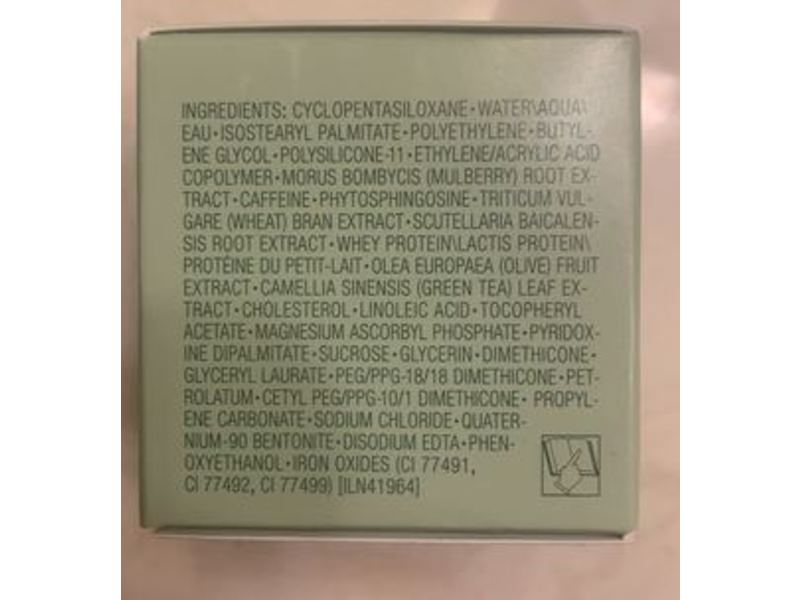 INGREDIENTS: CYCLOPENTASILOXANE • WATER\AQUA\
EAU • ISOSTEARYL PALMITATE • POLYETHYLENE • BUTYL-
ENE GLYCOL • POLYSILICONE-11 • ETHYLENE/ACRYLIC ACID
COPOLYMER • MORUS BOMBYCIS (MULBERRY) ROOT EX-
TRACT • CAFFEINE • PHYTOSPHINGOSINE • TRITICUM VUL-
GARE (WHEAT) BRAN EXTRACT • SCUTELLARIA BAICALEN-
SIS ROOT EXTRACT • WHEY PROTEIN\LACTIS PROTEIN\
PROTÉINE DU PETIT-LAIT • OLEA EUROPAEA (OLIVE) FRUIT
EXTRACT • CAMELLIA SINENSIS (GREEN TEA) LEAF EX-
TRACT • CHOLESTEROL • LINOLEIC ACID • TOCOPHERYL
ACETATE • MAGNESIUM ASCORBYL PHOSPHATE • PYRIDOX-
INE DIPALMITATE • SUCROSE • GLYCERIN • DIMETHICONE •
GLYCERYL LAURATE • PEG/PPG-18/18 DIMETHICONE • PET-
ROLATUM • CETYL PEG/PPG-10/1 DIMETHICONE • PROPYL-
ENE CARBONATE • SODIUM CHLORIDE • QUATER-
NIUM-90 BENTONITE • DISODIUM EDTA • PHEN-
OXYETHANOL • IRON OXIDES (CI 77491,
CI 77492, CI 77499) [ILN41964]